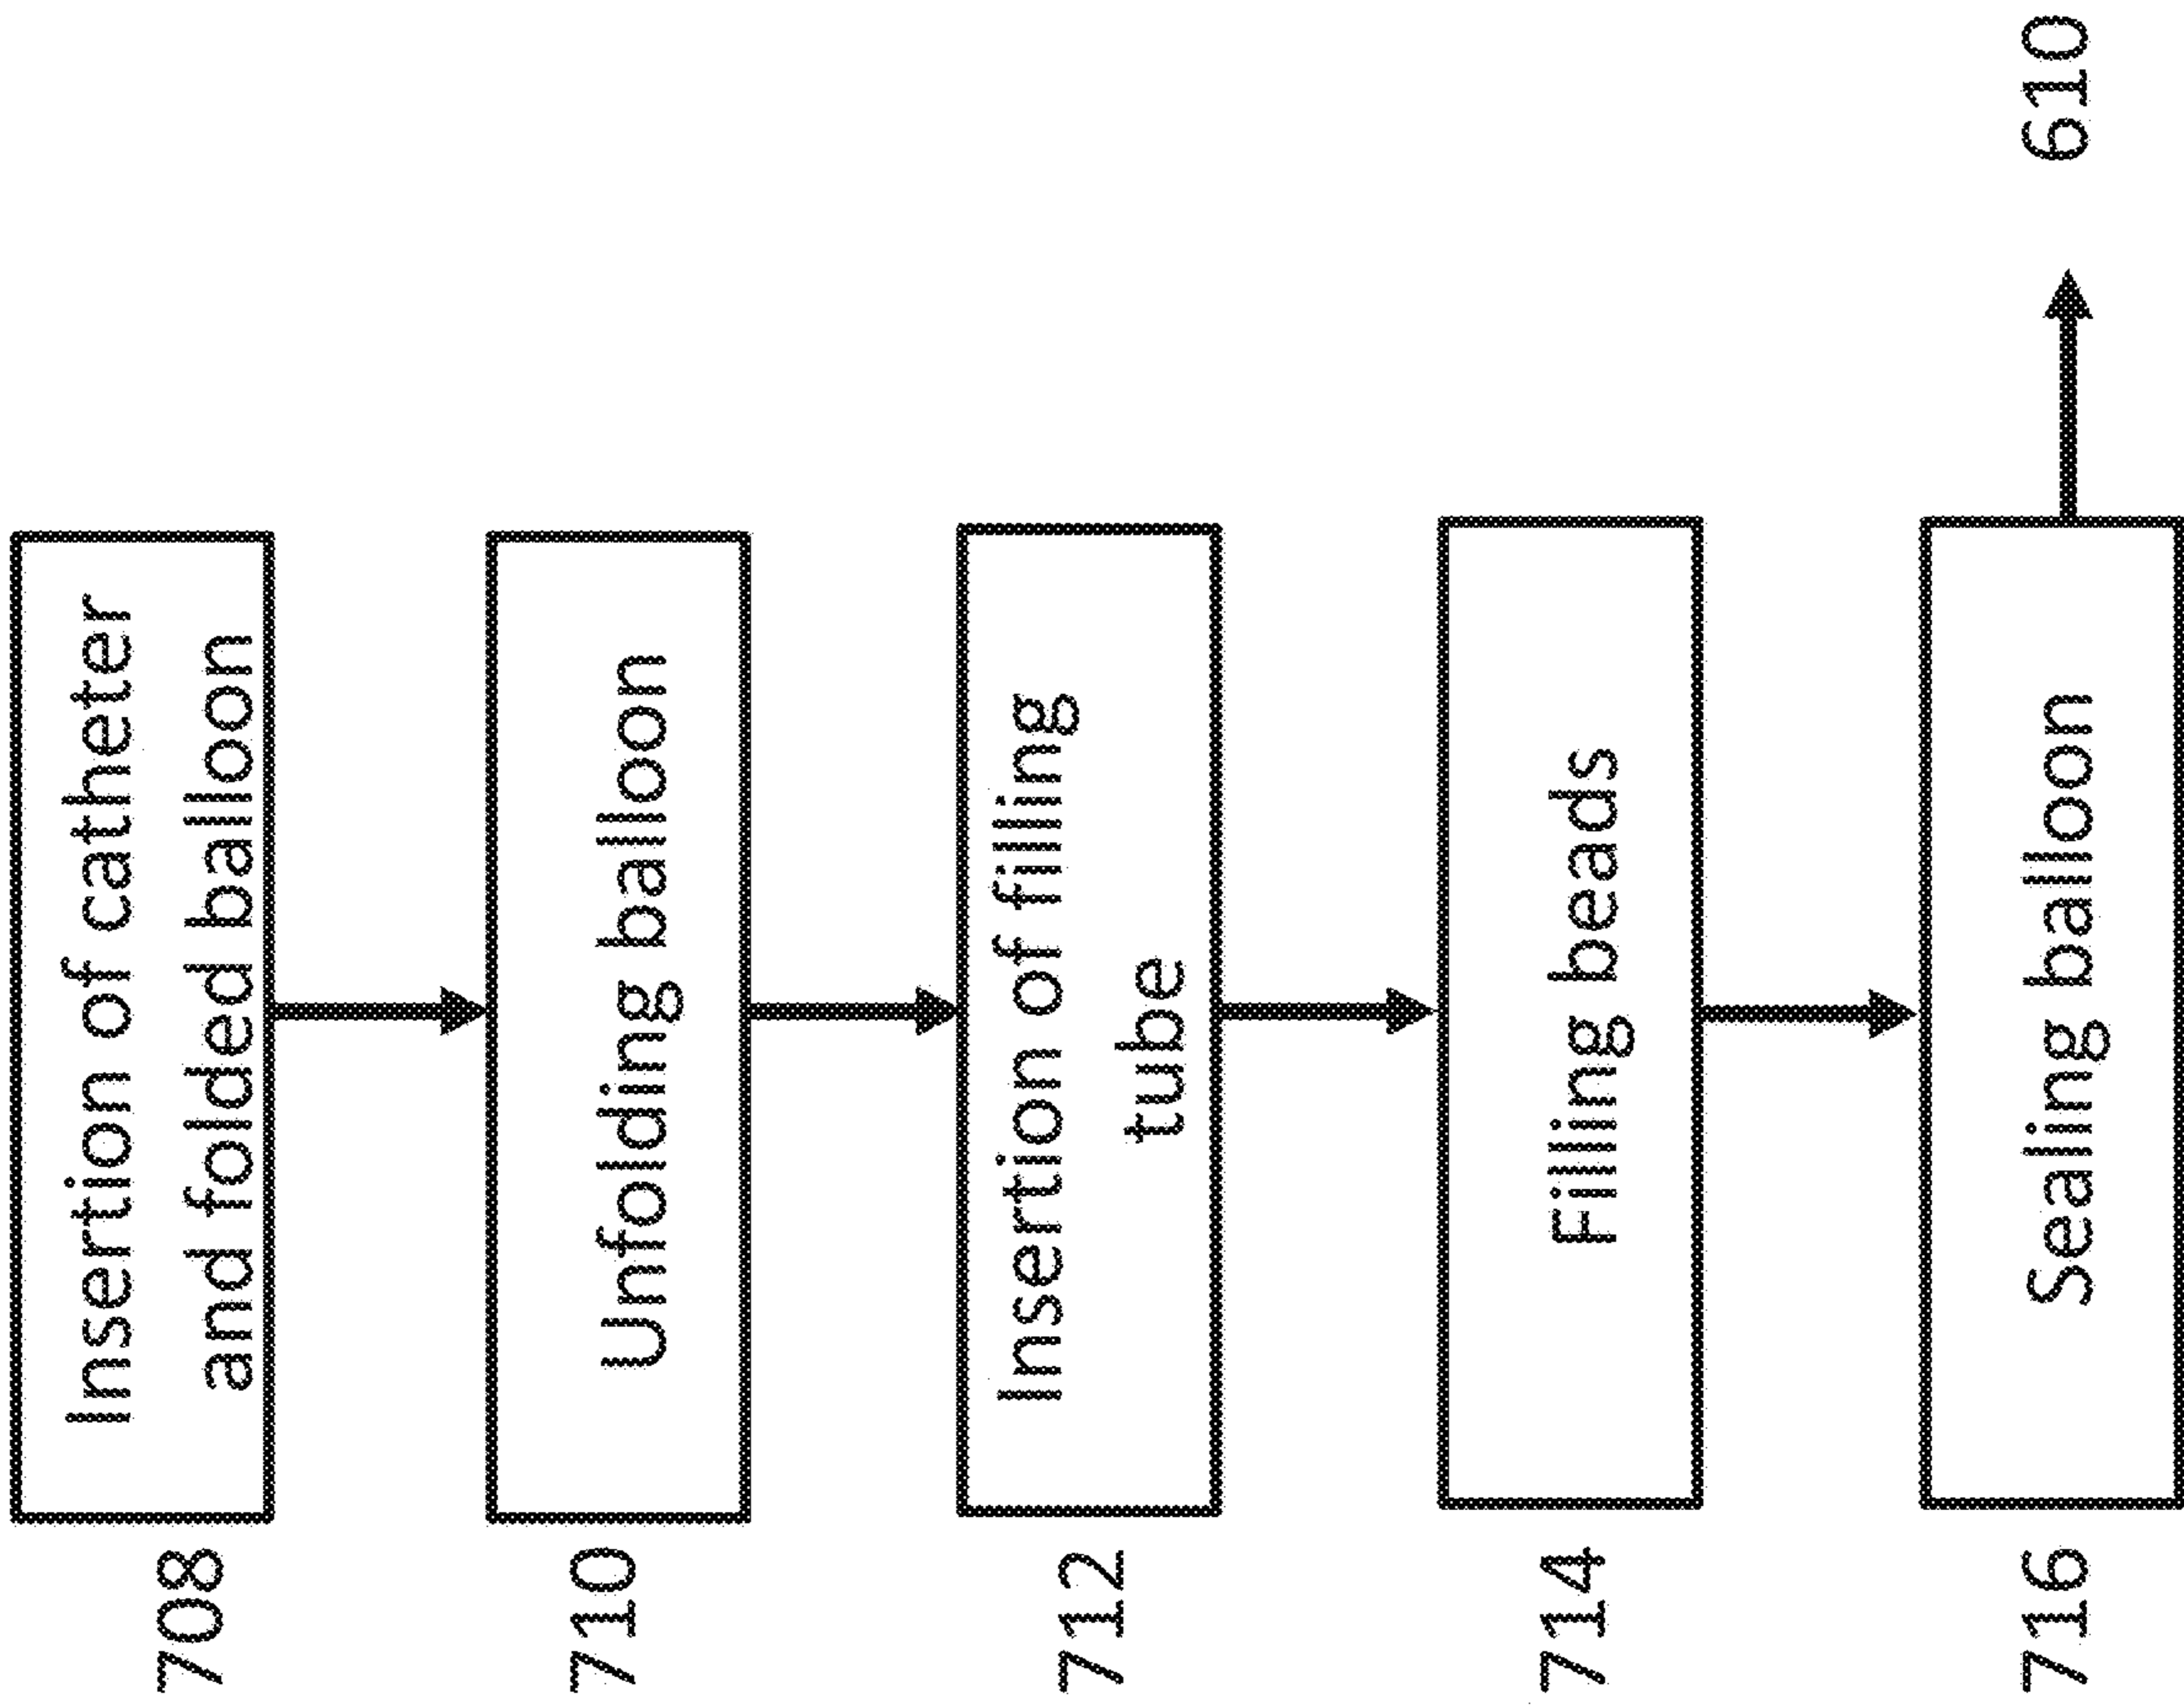 708
Insertion of catheter
and folded balloon
710
Unfolding balloon
712
Insertion of filling
tube
714
Filling beads
716
Sealing balloon
610